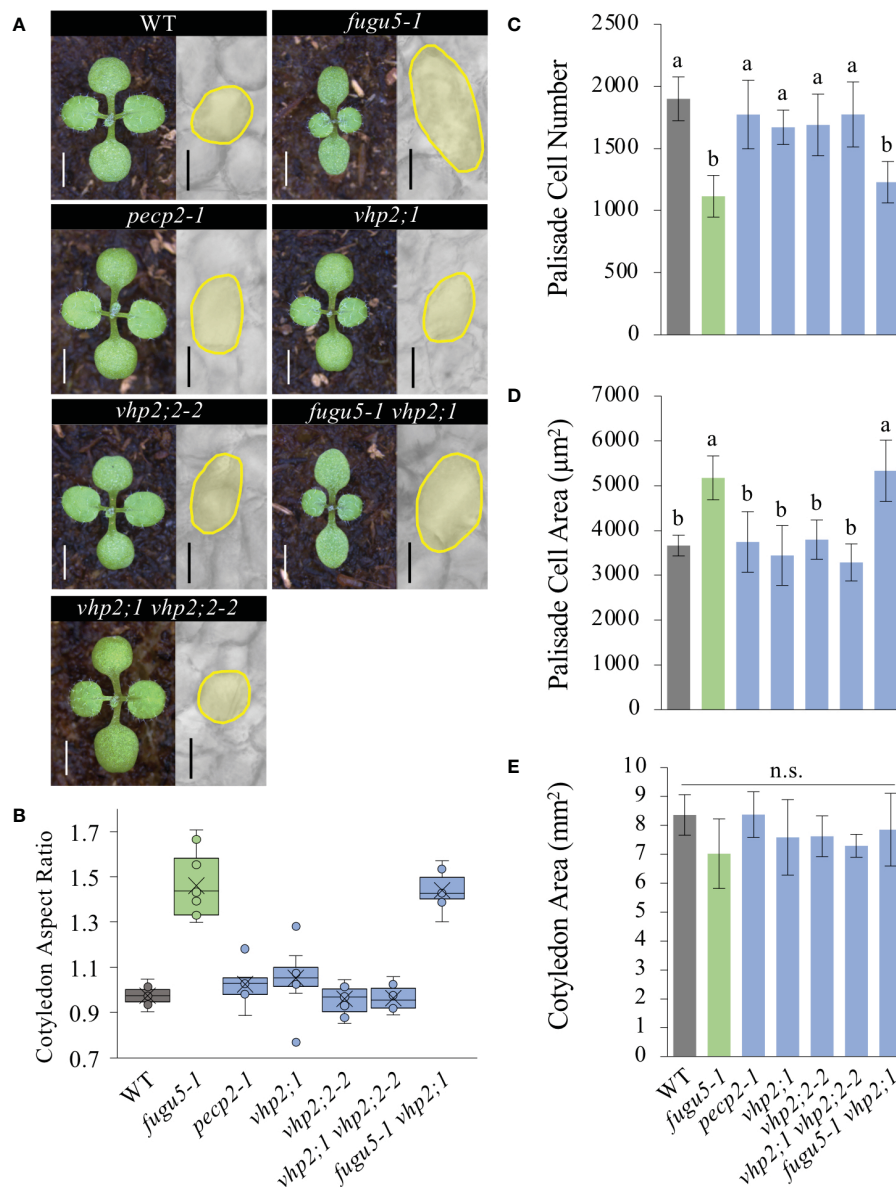 A
WT
fugu5-1
pecp2-1
vhp2;1
vhp2;2-2
fugu5-1 vhp2;1
vhp2;1 vhp2;2-2
B
Cotyledon Aspect Ratio
1.7
1.5
1.3
1.1
0.9
0.7
WT
fugu5-1
pecp2-1
vhp2;1
vhp2;2-2
vhp2;1 vhp2;2-2
fugu5-1 vhp2;1
C
Palisade Cell Number
2500
2000
1500
1000
500
0
a
b
a
a
a
a
b
D
Palisade Cell Area (μm²)
7000
6000
5000
4000
3000
2000
1000
0
b
a
b
b
b
b
a
E
Cotyledon Area (mm²)
10
9
8
7
6
5
4
3
2
1
0
n.s.
WT
fugu5-1
pecp2-1
vhp2;1
vhp2;2-2
vhp2;1 vhp2;2-2
fugu5-1 vhp2;1